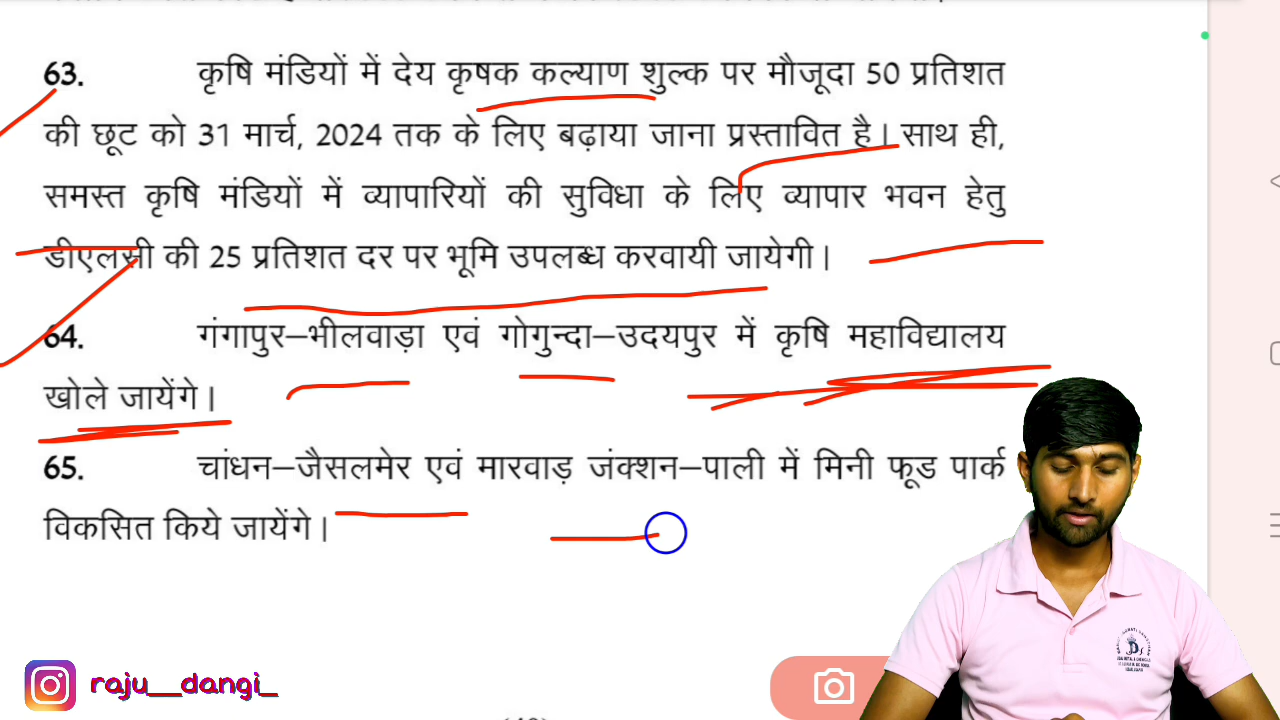 63. कृषि मंडियों में देय कृषक कल्याण शुल्क पर मौजूदा 50 प्रतिशत
की छूट को 31 मार्च, 2024 तक के लिए बढ़ाया जाना प्रस्तावित है। साथ ही,
समस्त कृषि मंडियों में व्यापारियों की सुविधा के लिए व्यापार भवन हेतु
डीएलसी की 25 प्रतिशत दर पर भूमि उपलब्ध करवायी जायेगी।
64. गंगापुर–भीलवाड़ा एवं गोगुन्दा–उदयपुर में कृषि महाविद्यालय
खोले जायेंगे।
65. चांधन–जैसलमेर एवं मारवाड़ जंक्शन–पाली में मिनी फूड पार्क
विकसित किये जायेंगे।
raju__dangi_